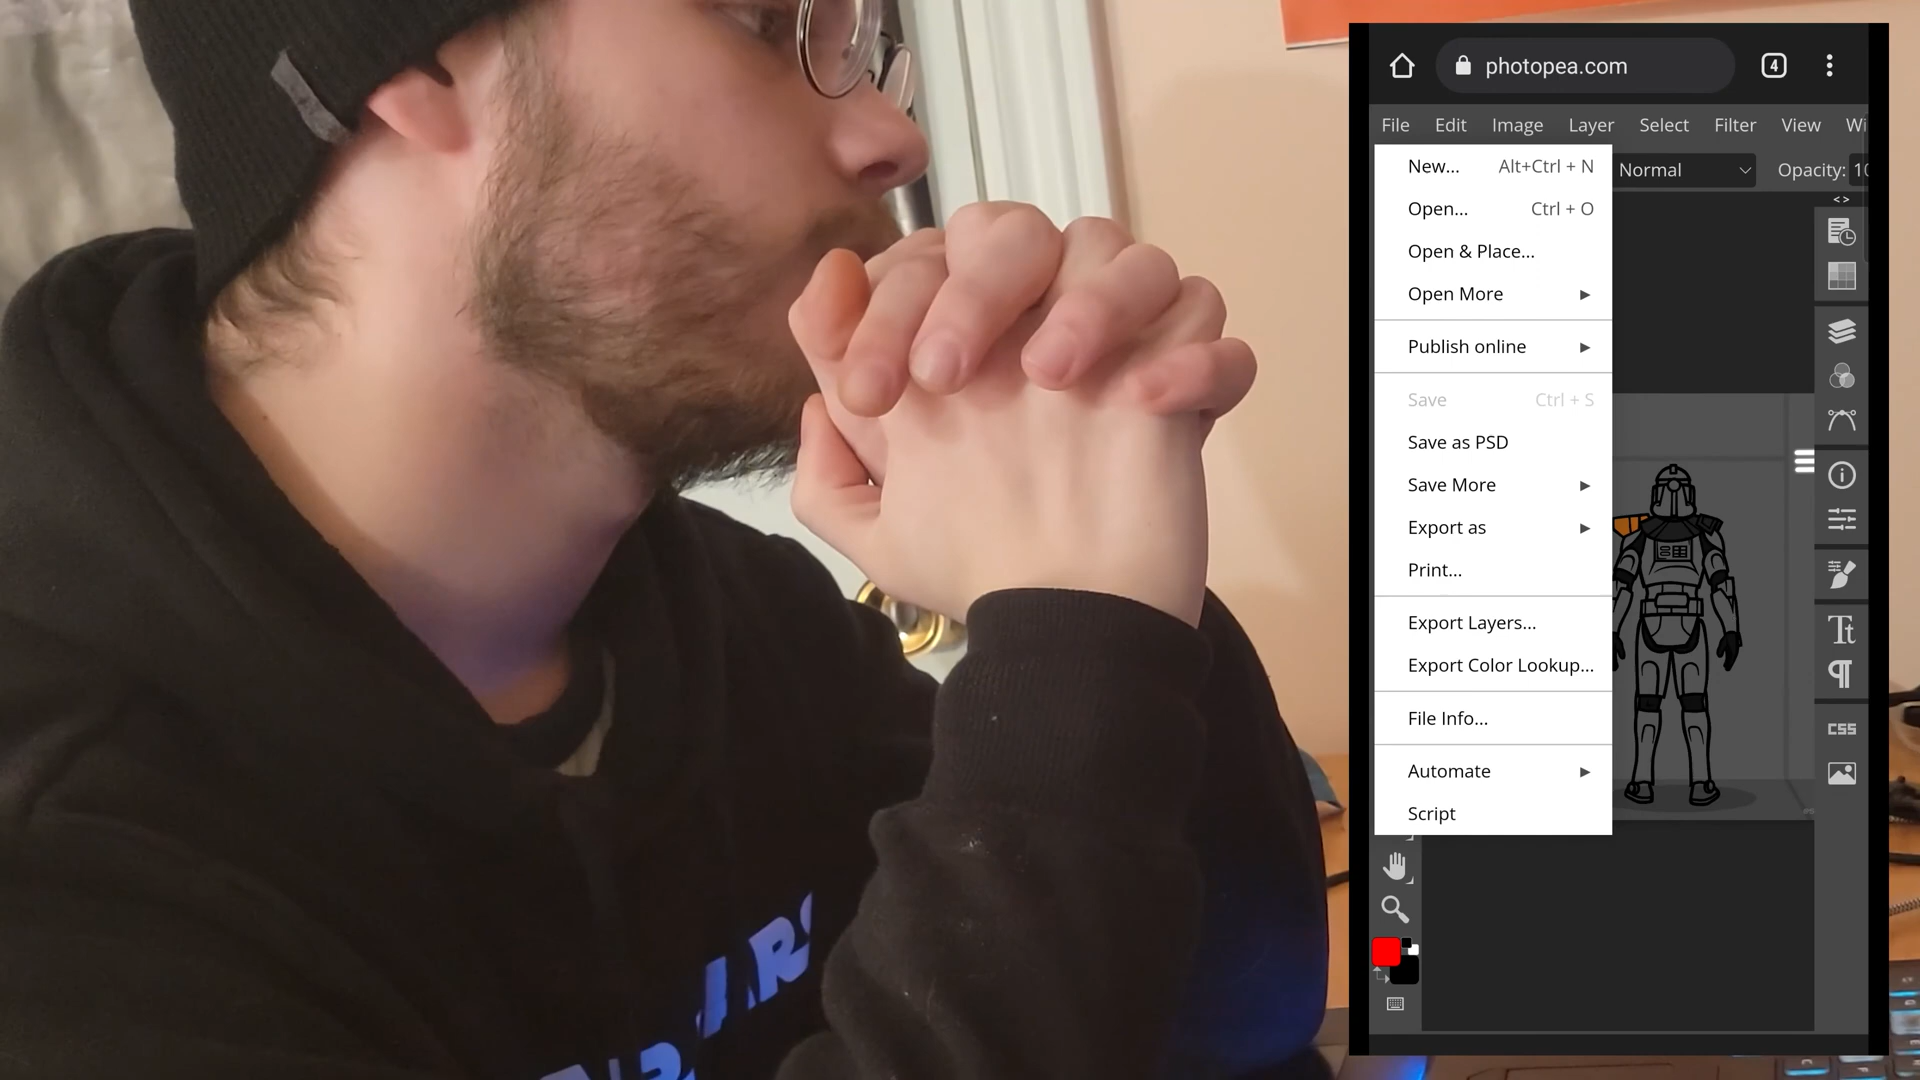 photopea.com
4
File Edit Image Layer Select Filter View Wi
Normal Opacity: 10
New... Alt+Ctrl + N
Open... Ctrl + O
Open & Place...
Open More
Publish online
Save Ctrl + S
Save as PSD
Save More
Export as
Print...
Export Layers...
Export Color Lookup...
File Info...
Automate
Script
Tt
CSS